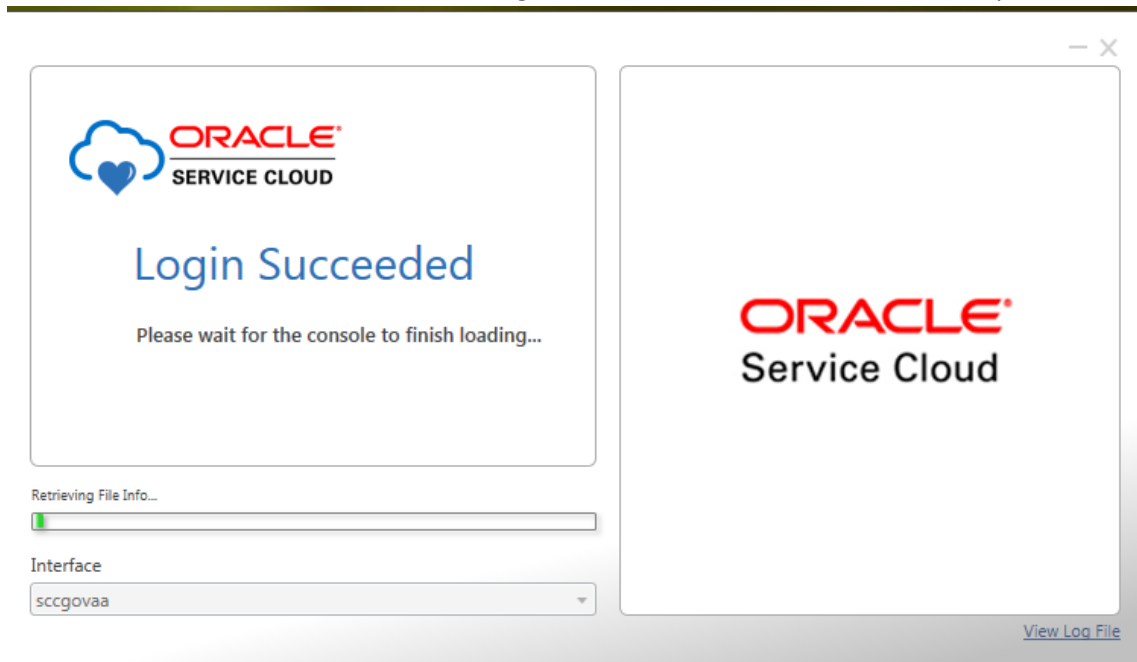 ORACLE
SERVICE CLOUD
Login Succeeded
Please wait for the console to finish loading...
Retrieving File Info...
Interface
sccgovaa
ORACLE
Service Cloud
View Log File